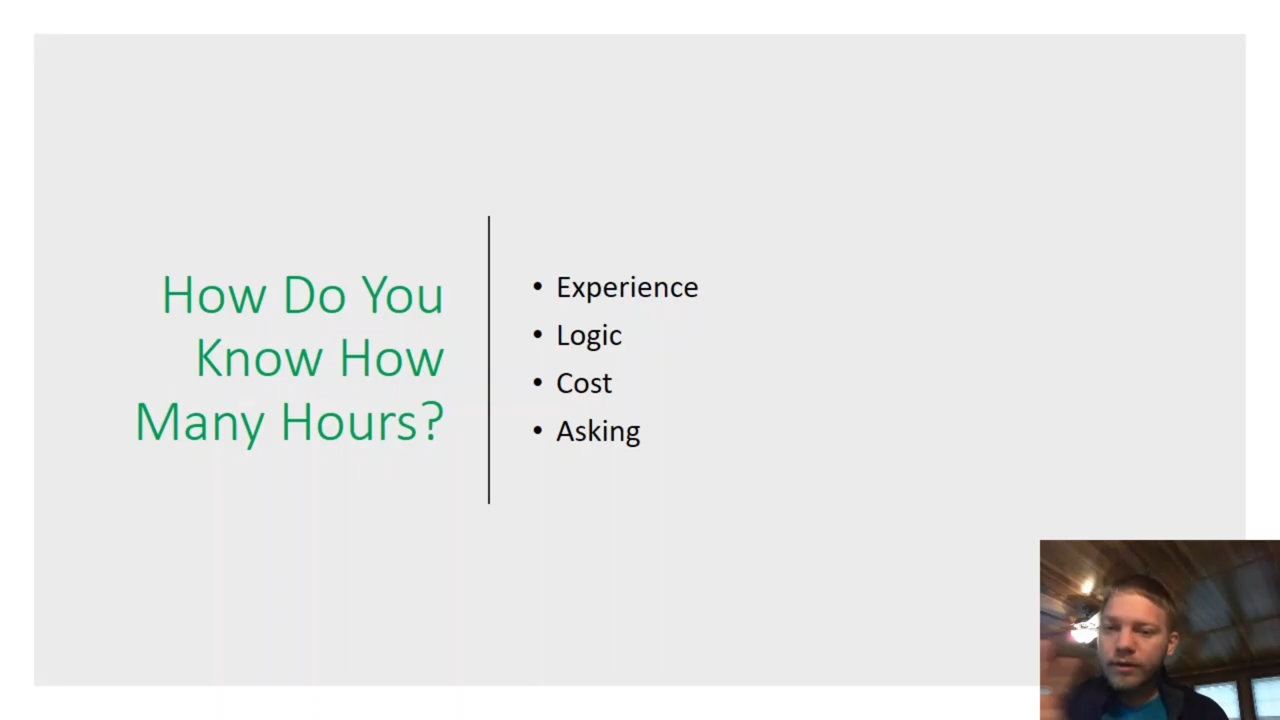 How Do You
Know How
Many Hours?
• Experience
• Logic
• Cost
• Asking